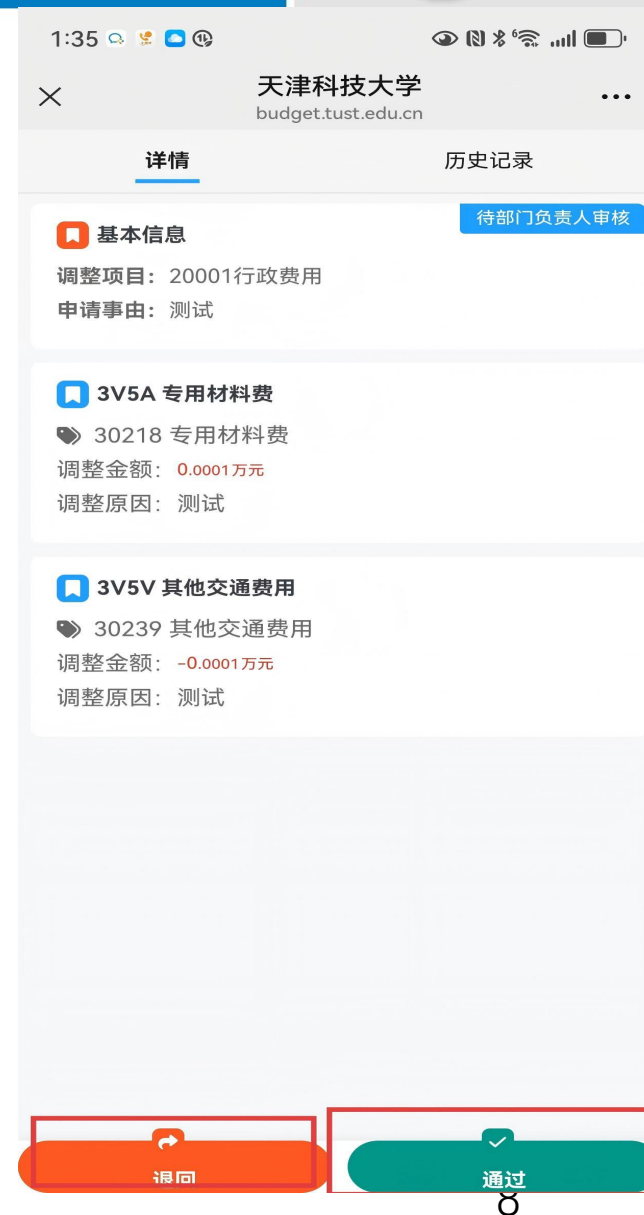 1:35
天津科技大学
budget.tust.edu.cn
详情
历史记录
待部门负责人审核
基本信息
调整项目：20001行政费用
申请事由：测试
3V5A 专用材料费
30218 专用材料费
调整金额：0.0001万元
调整原因：测试
3V5V 其他交通费用
30239 其他交通费用
调整金额：-0.0001万元
调整原因：测试
退回
通过
8